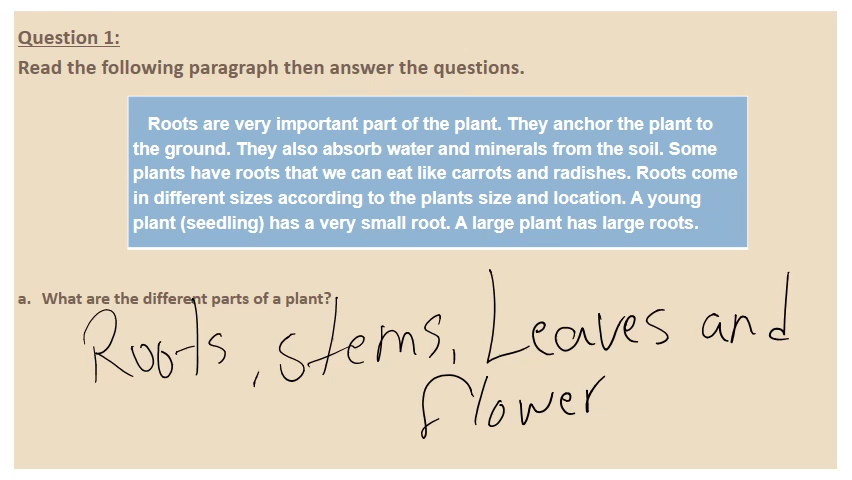 Question 1:
Read the following paragraph then answer the questions.
Roots are very important part of the plant. They anchor the plant to
the ground. They also absorb water and minerals from the soil. Some
plants have roots that we can eat like carrots and radishes. Roots come
in different sizes according to the plants size and location. A young
plant (seedling) has a very small root. A large plant has large roots.
a. What are the different parts of a plant?
Roots, stems, Leaves and
flower